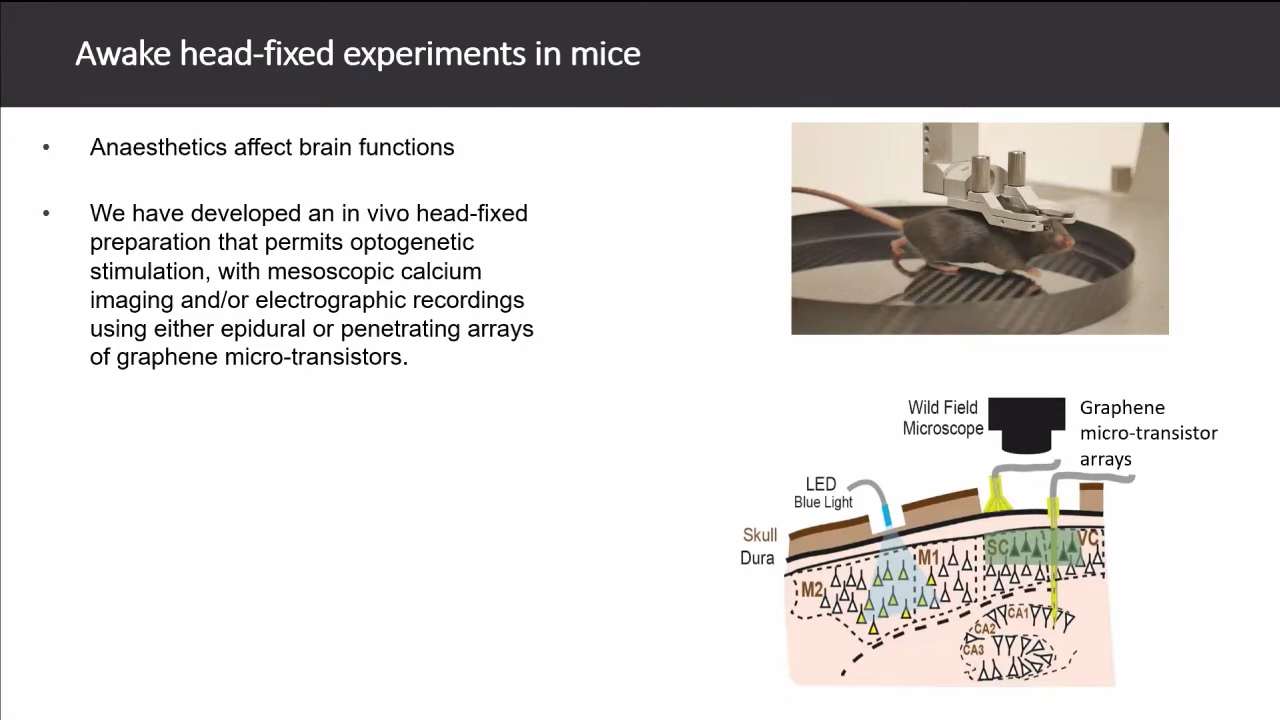 Awake head-fixed experiments in mice
• Anaesthetics affect brain functions
• We have developed an in vivo head-fixed
preparation that permits optogenetic
stimulation, with mesoscopic calcium
imaging and/or electrographic recordings
using either epidural or penetrating arrays
of graphene micro-transistors.
Wild Field
Microscope
Graphene
micro-transistor
arrays
LED
Blue Light
Skull
Dura
M2
M1
SC
VC
CA1
CA2
CA3